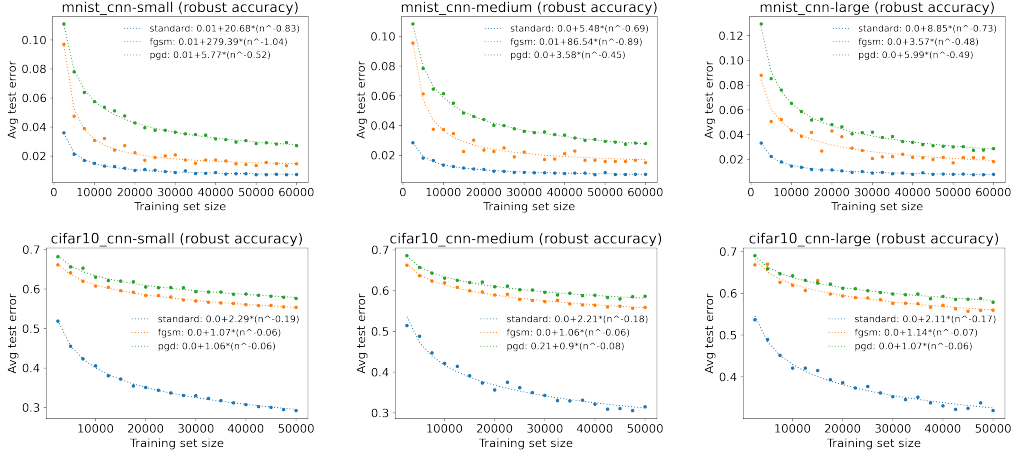 mnist_cnn-small (robust accuracy)
standard: 0.01+20.68*(n^-0.83)
fgsm: 0.01+279.39*(n^-1.04)
pgd: 0.01+5.77*(n^-0.52)
Avg test error
0.10
0.08
0.06
0.04
0.02
0 10000 20000 30000 40000 50000 60000
Training set size
mnist_cnn-medium (robust accuracy)
standard: 0.0+5.48*(n^-0.69)
fgsm: 0.01+86.54*(n^-0.89)
pgd: 0.0+3.58*(n^-0.45)
Avg test error
0.10
0.08
0.06
0.04
0.02
0 10000 20000 30000 40000 50000 60000
Training set size
mnist_cnn-large (robust accuracy)
standard: 0.0+8.85*(n^-0.73)
fgsm: 0.0+3.57*(n^-0.48)
pgd: 0.0+5.99*(n^-0.49)
Avg test error
0.12
0.10
0.08
0.06
0.04
0.02
0 10000 20000 30000 40000 50000 60000
Training set size
cifar10_cnn-small (robust accuracy)
standard: 0.0+2.29*(n^-0.19)
fgsm: 0.0+1.07*(n^-0.06)
pgd: 0.0+1.06*(n^-0.06)
Avg test error
0.7
0.6
0.5
0.4
0.3
10000 20000 30000 40000 50000
Training set size
cifar10_cnn-medium (robust accuracy)
standard: 0.0+2.21*(n^-0.18)
fgsm: 0.0+1.06*(n^-0.06)
pgd: 0.21+0.9*(n^-0.08)
Avg test error
0.7
0.6
0.5
0.4
0.3
10000 20000 30000 40000 50000
Training set size
cifar10_cnn-large (robust accuracy)
standard: 0.0+2.11*(n^-0.17)
fgsm: 0.0+1.14*(n^-0.07)
pgd: 0.0+1.07*(n^-0.06)
Avg test error
0.7
0.6
0.5
0.4
10000 20000 30000 40000 50000
Training set size